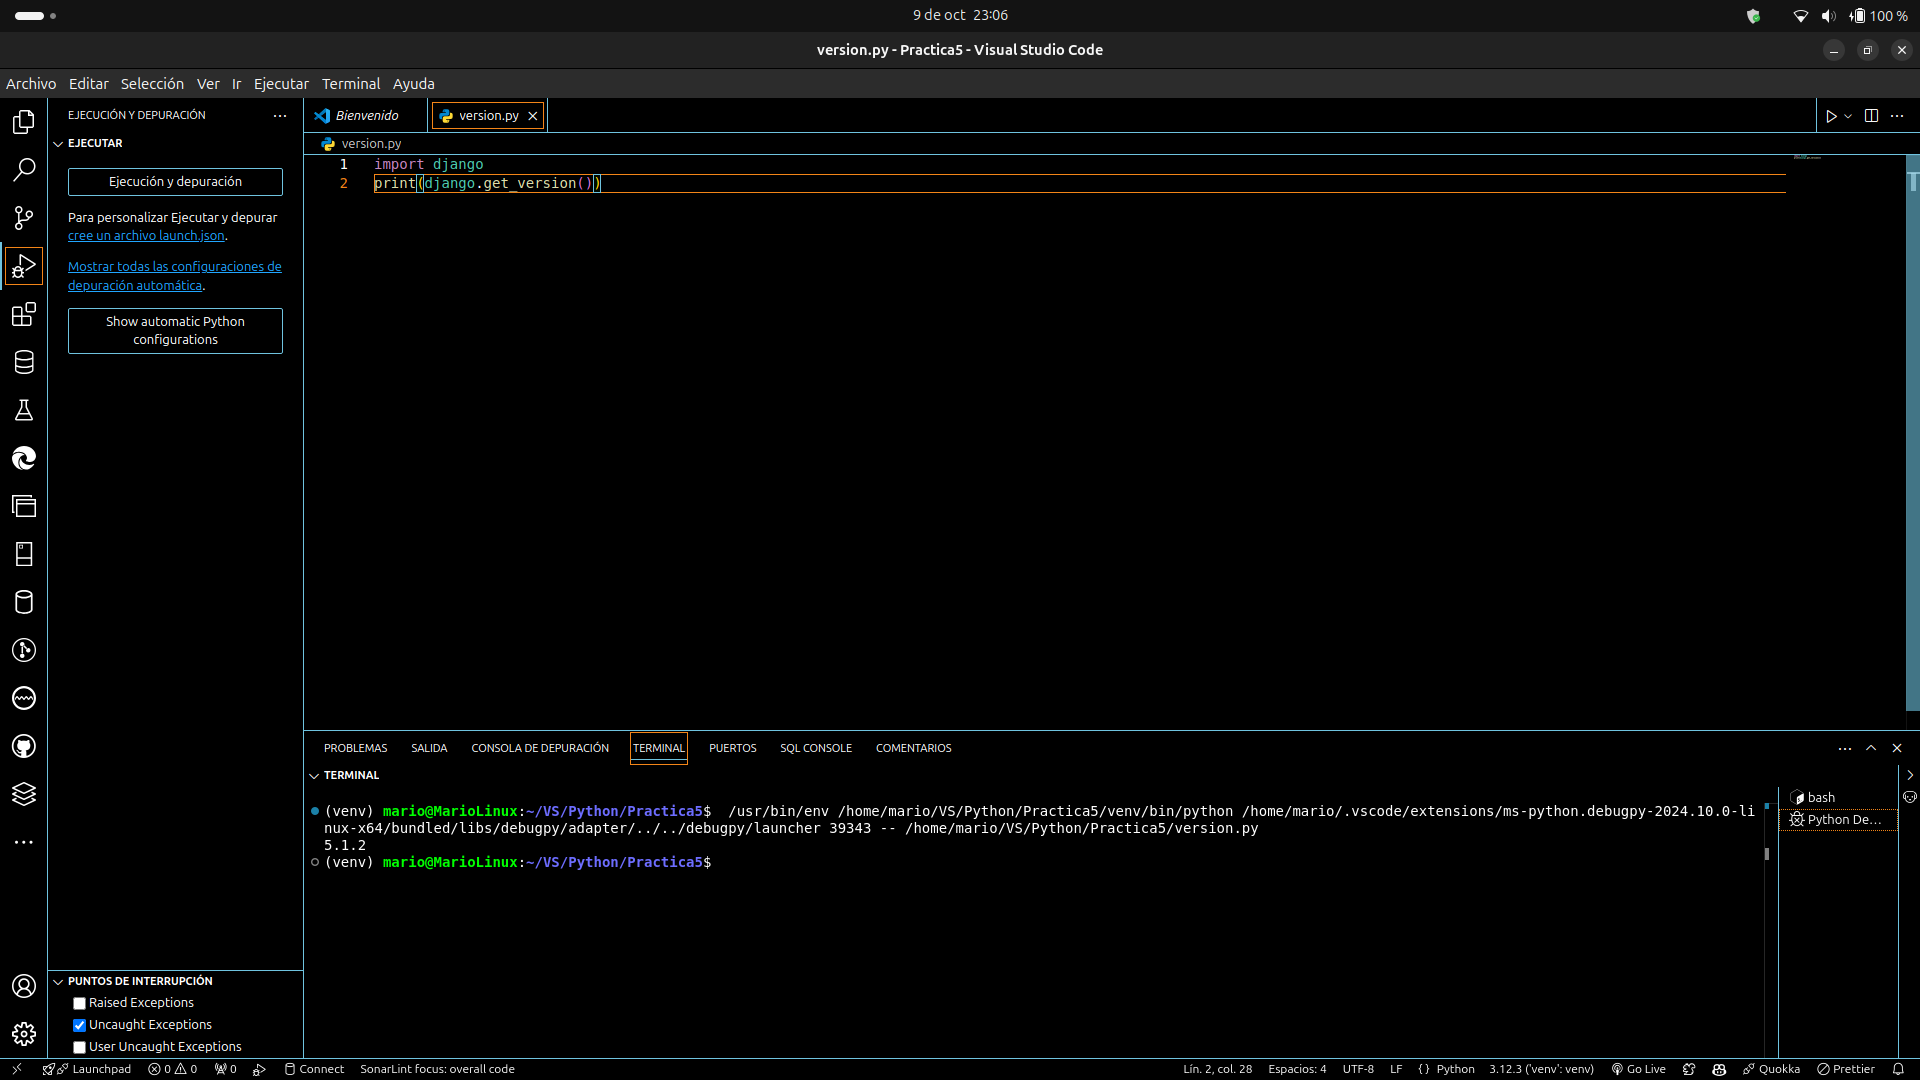 9 de oct 23:06
100 %
version.py - Practica5 - Visual Studio Code
Archivo Editar Selección Ver Ir Ejecutar Terminal Ayuda
EJECUCIÓN Y DEPURACIÓN
EJECUTAR
Ejecución y depuración
Para personalizar Ejecutar y depurar
cree un archivo launch.json.
Mostrar todas las configuraciones de
depuración automática.
Show automatic Python
configurations
Bienvenido
version.py
version.py
1 import django
2 print(django.get_version())
PROBLEMAS SALIDA CONSOLA DE DEPURACIÓN TERMINAL PUERTOS SQL CONSOLE COMENTARIOS
TERMINAL
(venv) mario@MarioLinux:~/VS/Python/Practica5$  /usr/bin/env /home/mario/VS/Python/Practica5/venv/bin/python /home/mario/.vscode/extensions/ms-python.debugpy-2024.10.0-li
nux-x64/bundled/libs/debugpy/adapter/../../debugpy/launcher 39343 -- /home/mario/VS/Python/Practica5/version.py
5.1.2
(venv) mario@MarioLinux:~/VS/Python/Practica5$
bash
Python De...
PUNTOS DE INTERRUPCIÓN
Raised Exceptions
Uncaught Exceptions
User Uncaught Exceptions
Launchpad 0 0 0 Connect SonarLint focus: overall code Lín. 2, col. 28 Espacios: 4 UTF-8 LF {} Python 3.12.3 ('venv': venv) Go Live Quokka Prettier